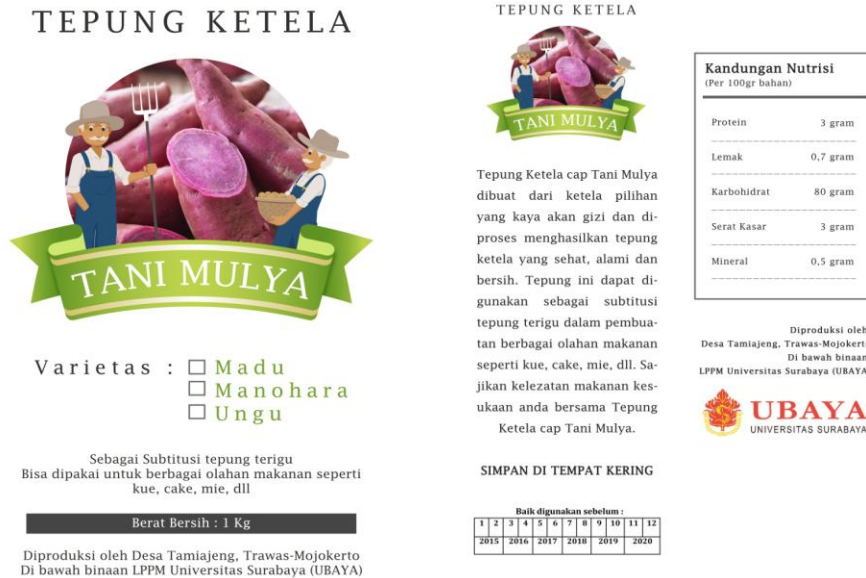 TEPUNG KETELA
TANI MULYA
Varietas : ☐ Madu
☐ Manohara
☐ Ungu
Sebagai Subtitusi tepung terigu
Bisa dipakai untuk berbagai olahan makanan seperti
kue, cake, mie, dll
Berat Bersih : 1 Kg
Diproduksi oleh Desa Tamiajeng, Trawas-Mojokerto
Di bawah binaan LPPM Universitas Surabaya (UBAYA)
TEPUNG KETELA
TANI MULYA
Tepung Ketela cap Tani Mulya
dibuat dari ketela pilihan
yang kaya akan gizi dan di-
proses menghasilkan tepung
ketela yang sehat, alami dan
bersih. Tepung ini dapat di-
gunakan sebagai subtitusi
tepung terigu dalam pembua-
tan berbagai olahan makanan
seperti kue, cake, mie, dll. Sa-
jikan kelezatan makanan kes-
ukaan anda bersama Tepung
Ketela cap Tani Mulya.
SIMPAN DI TEMPAT KERING
Baik digunakan sebelum :
1 2 3 4 5 6 7 8 9 10 11 12
2015 2016 2017 2018 2019 2020
Kandungan Nutrisi
(Per 100gr bahan)
Protein 3 gram
Lemak 0,7 gram
Karbohidrat 80 gram
Serat Kasar 3 gram
Mineral 0,5 gram
Diproduksi oleh
Desa Tamiajeng, Trawas-Mojokerto
Di bawah binaan
LPPM Universitas Surabaya (UBAYA
UBAYA
UNIVERSITAS SURABAYA